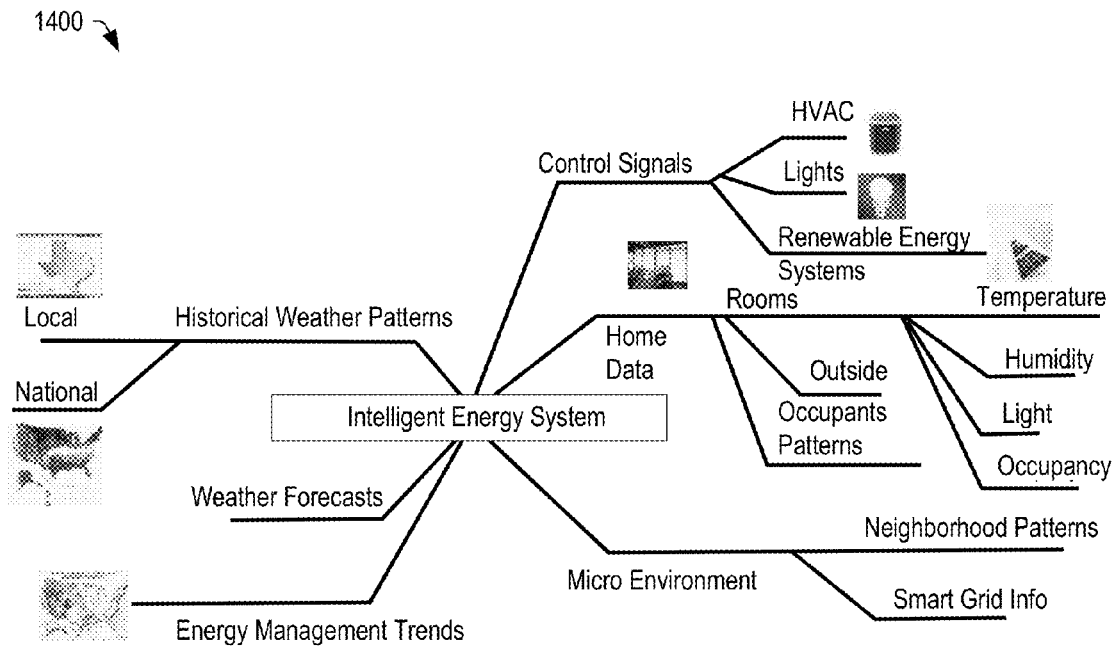 1400
HVAC
Control Signals
Lights
Renewable Energy
Systems
Local
Historical Weather Patterns
Rooms
Temperature
Home
Data
Humidity
National
Outside
Intelligent Energy System
Occupants
Patterns
Light
Occupancy
Weather Forecasts
Neighborhood Patterns
Micro Environment
Smart Grid Info
Energy Management Trends